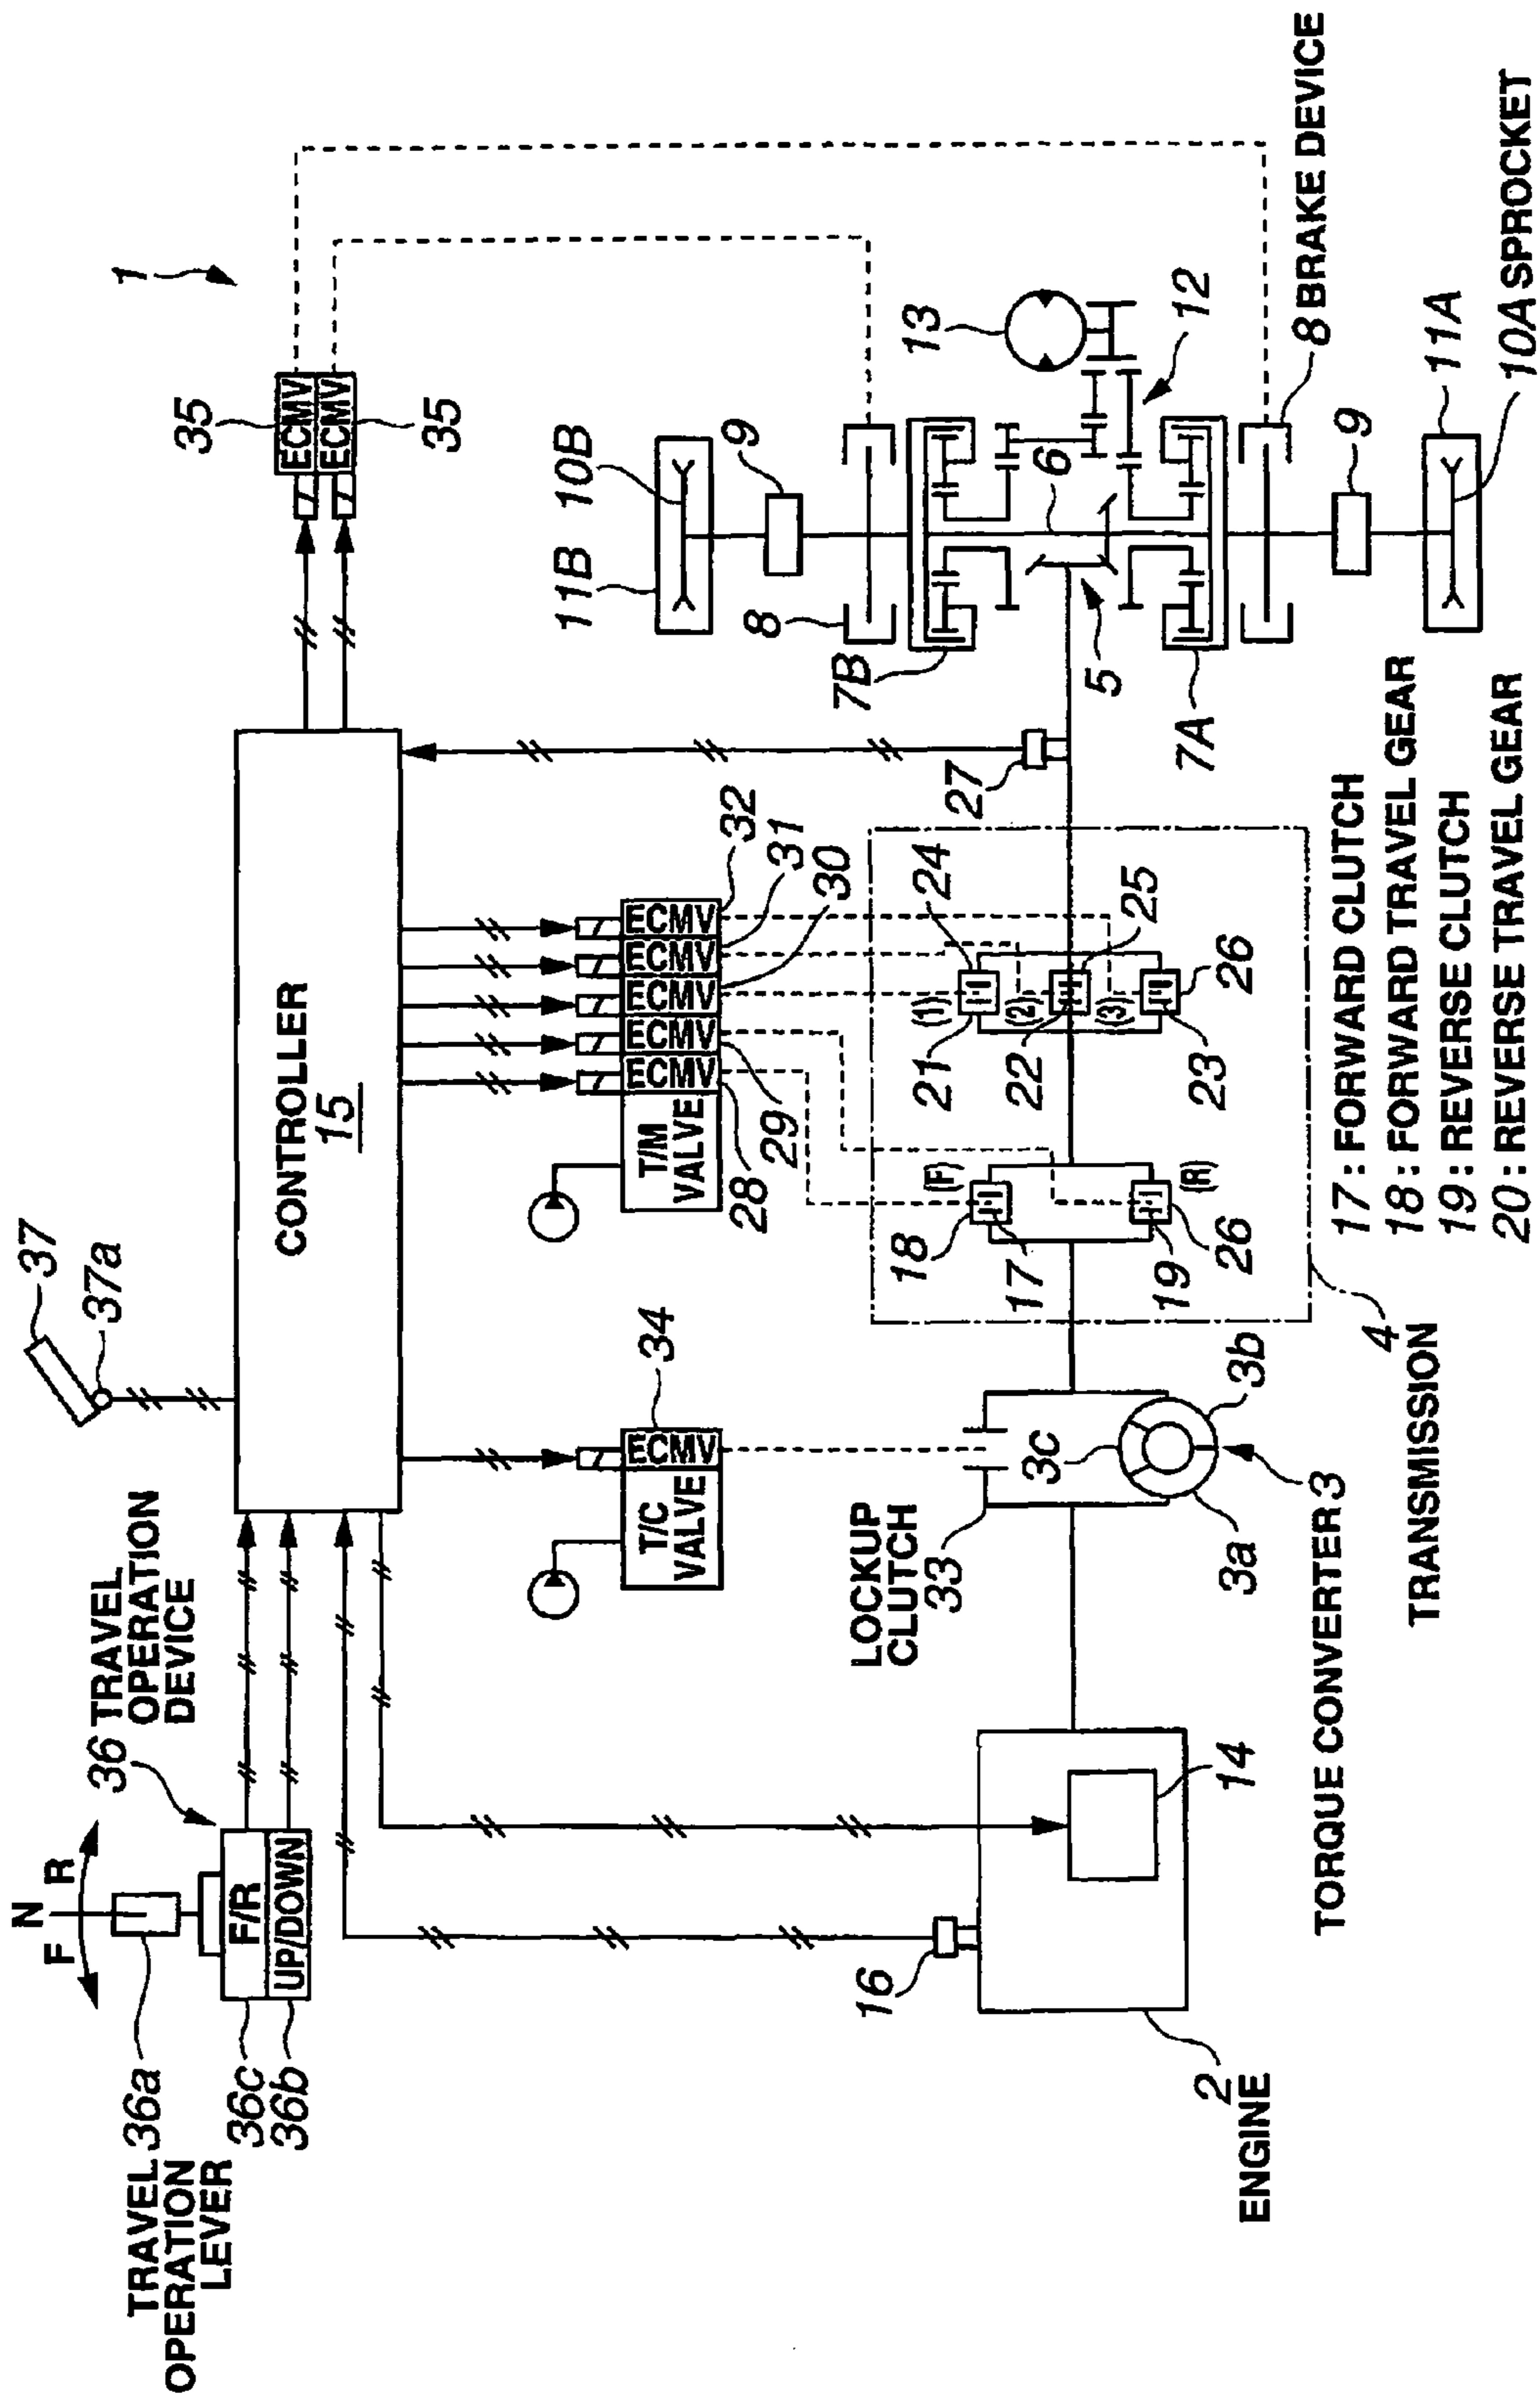 1
N
F
R
36 TRAVEL
OPERATION
DEVICE
37
37a
TRAVEL
OPERATION
LEVER
36a
36c
36b
F/R
UP/DOWN
CONTROLLER
15
35
ECMV
ECMV
35
T/C
VALVE
ECMV
34
T/M
VALVE
ECMV
ECMV
ECMV
ECMV
ECMV
28
29
30
31
32
11B
10B
9
8
7B
13
12
6
5
7A
27
16
14
2
ENGINE
LOCKUP
CLUTCH
33
3c
3a
3b
TORQUE CONVERTER 3
18
(F)
17
19
(R)
26
21
(1)
24
22
(2)
25
(3)
23
26
4
TRANSMISSION
8 BRAKE DEVICE
9
11A
10A SPROCKET
17 : FORWARD CLUTCH
18 : FORWARD TRAVEL GEAR
19 : REVERSE CLUTCH
20 : REVERSE TRAVEL GEAR